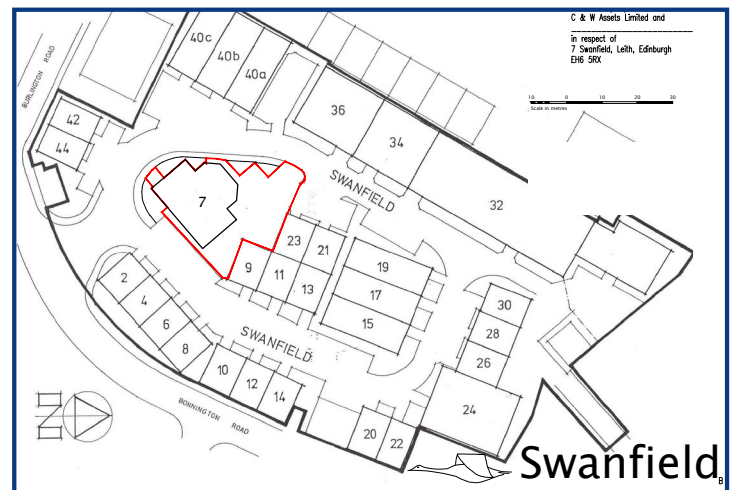 C & W Assets Limited and
in respect of
7 Swanfield, Leith, Edinburgh
EH6 5RX
10 0 10 20 30
Scale in metres
BURLINGTON ROAD
40c
40b
40a
42
44
36
34
32
SWANFIELD
7
23
21
9
11
13
19
17
15
2
4
6
8
10
12
14
SWANFIELD
BONNINGTON ROAD
30
28
26
24
20
22
N
Swanfield
B